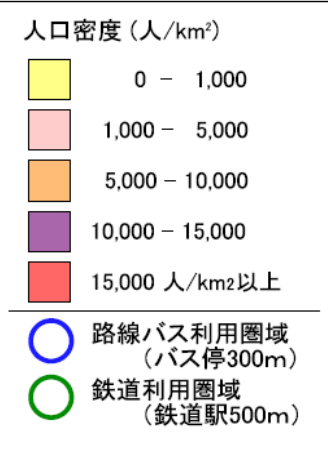 人口密度（人/km²）
0 － 1,000
1,000－ 5,000
5,000－10,000
10,000－15,000
15,000 人/km2以上
路線バス利用圏域
（バス停300m）
鉄道利用圏域
（鉄道駅500m）